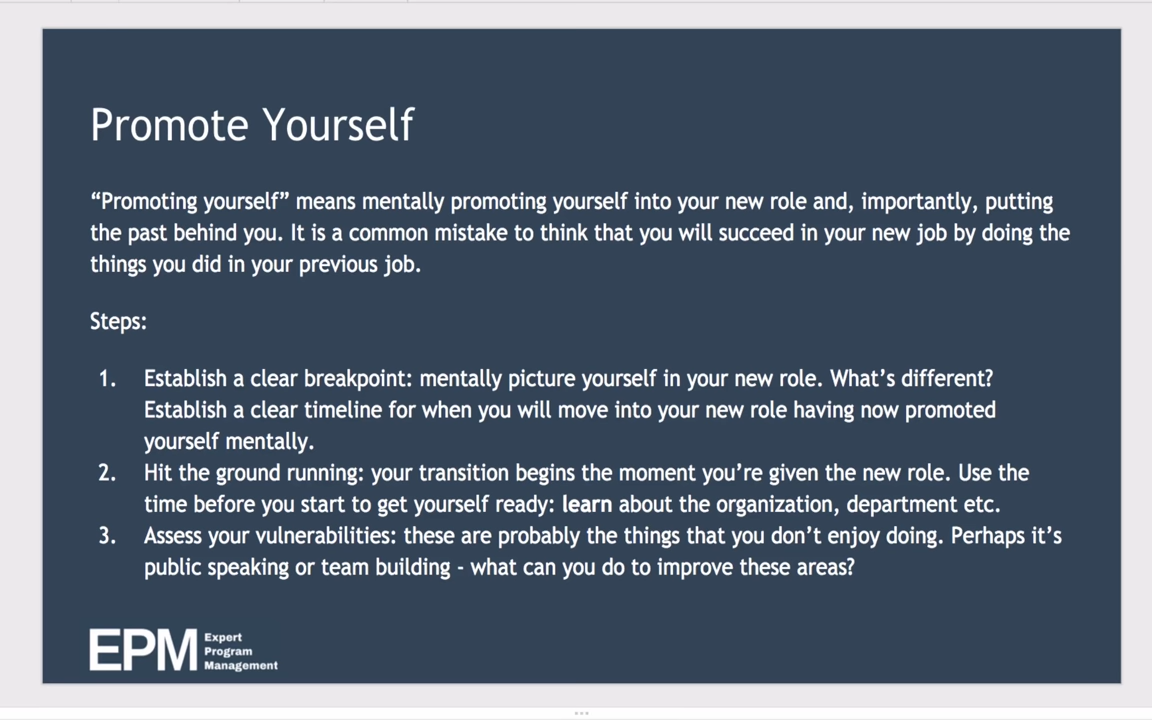 Promote Yourself
“Promoting yourself” means mentally promoting yourself into your new role and, importantly, putting
the past behind you. It is a common mistake to think that you will succeed in your new job by doing the
things you did in your previous job.
Steps:
1. Establish a clear breakpoint: mentally picture yourself in your new role. What’s different?
Establish a clear timeline for when you will move into your new role having now promoted
yourself mentally.
2. Hit the ground running: your transition begins the moment you’re given the new role. Use the
time before you start to get yourself ready: learn about the organization, department etc.
3. Assess your vulnerabilities: these are probably the things that you don’t enjoy doing. Perhaps it’s
public speaking or team building - what can you do to improve these areas?
EPM
Expert
Program
Management